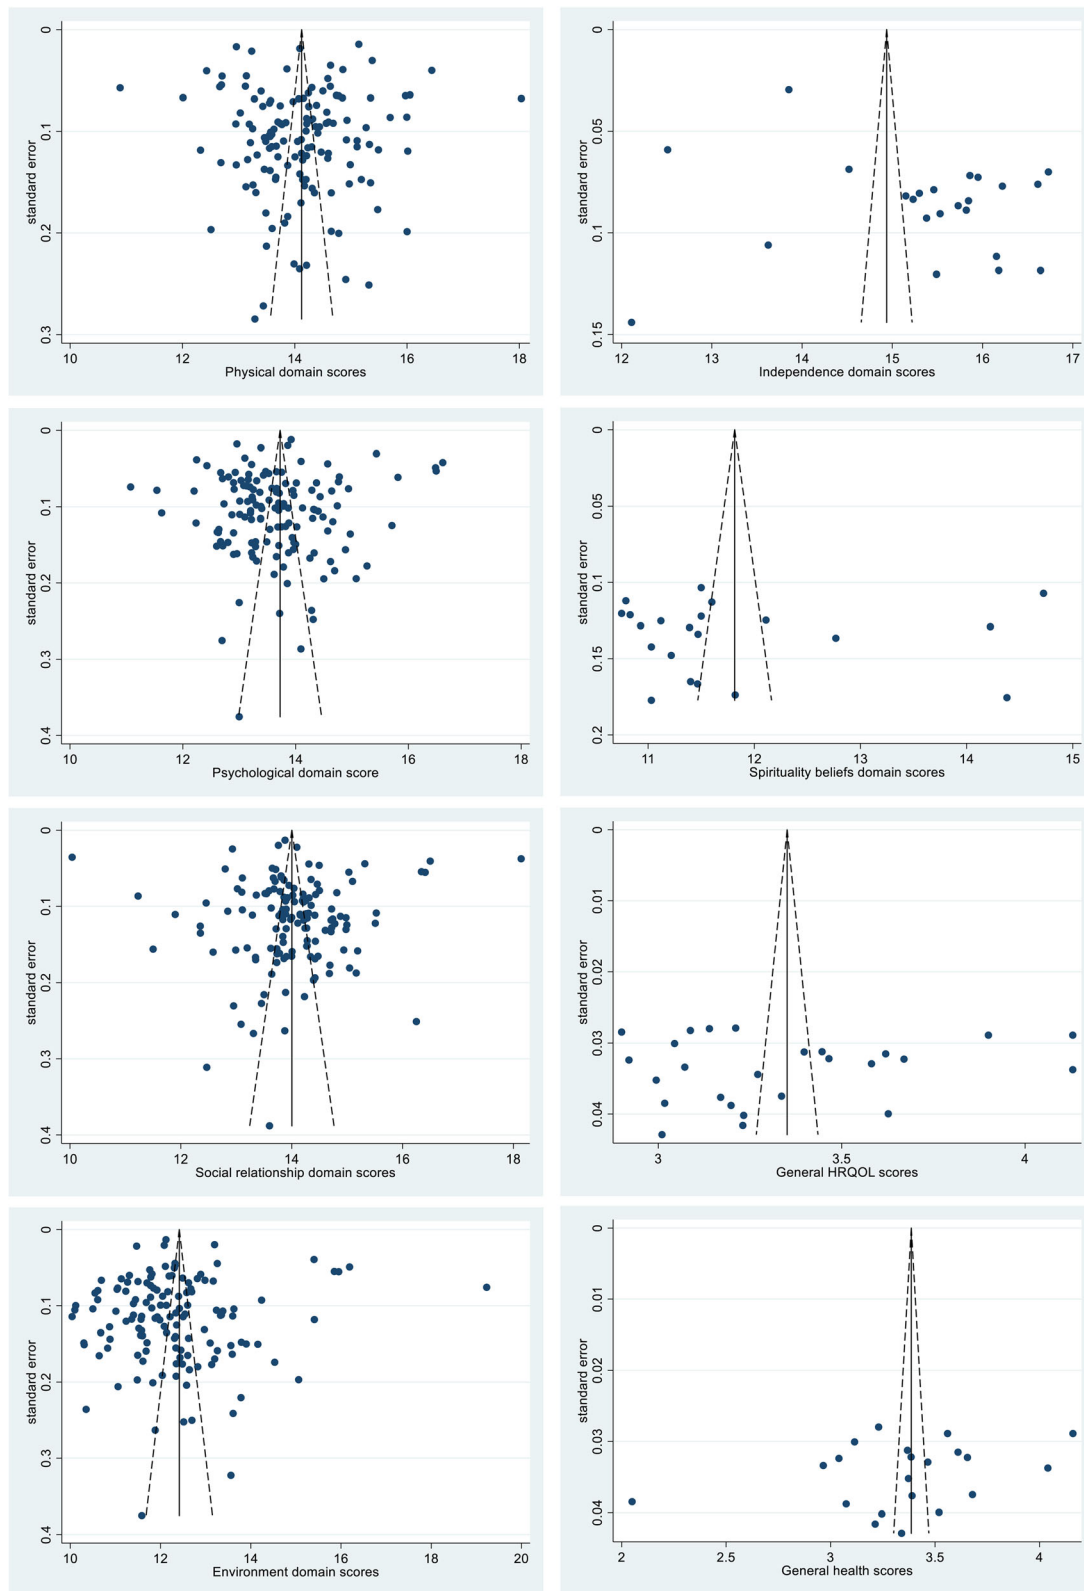 0
0.1
0.2
0.3
standard error
10 12 14 16 18
Physical domain scores
0
0.05
0.1
0.15
standard error
12 13 14 15 16 17
Independence domain scores
0
0.1
0.2
0.3
0.4
standard error
10 12 14 16 18
Psychological domain score
0
0.05
0.1
0.15
0.2
standard error
11 12 13 14 15
Spirituality beliefs domain scores
0
0.1
0.2
0.3
0.4
standard error
10 12 14 16 18
Social relationship domain scores
0
0.01
0.02
0.03
0.04
standard error
3 3.5 4
General HRQOL scores
0
0.1
0.2
0.3
0.4
standard error
10 12 14 16 18 20
Environment domain scores
0
0.01
0.02
0.03
0.04
standard error
2 2.5 3 3.5 4
General health scores